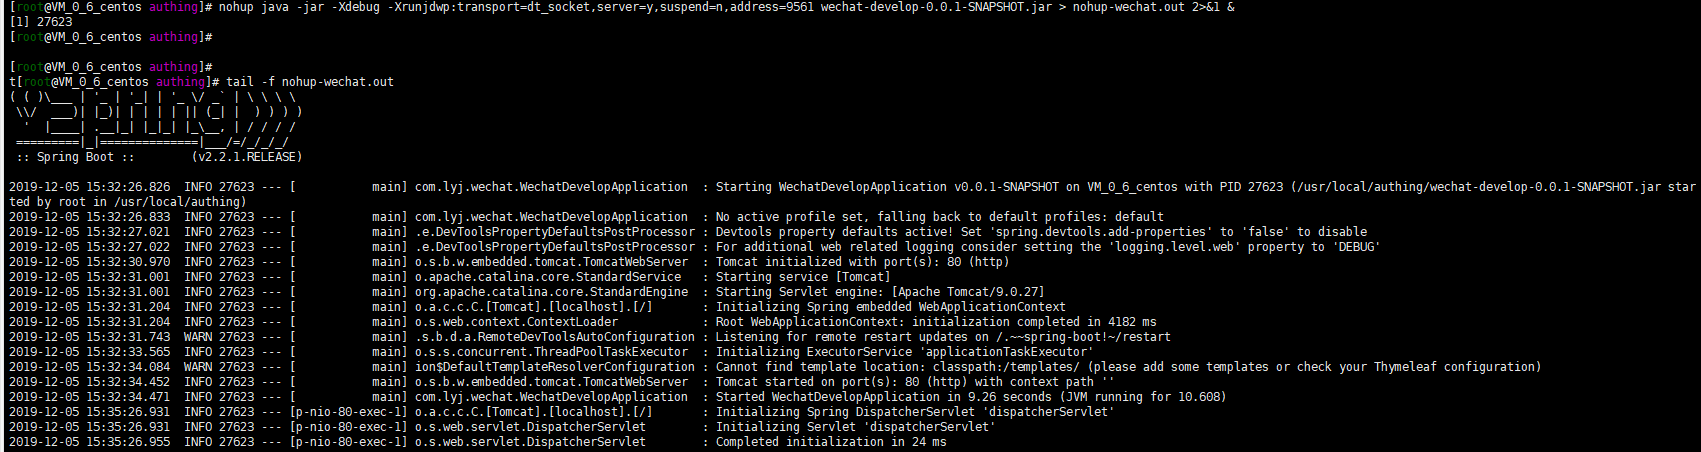 [root@VM_0_6_centos authing]# nohup java -jar -Xdebug -Xrunjdwp:transport=dt_socket,server=y,suspend=n,address=9561 wechat-develop-0.0.1-SNAPSHOT.jar > nohup-wechat.out 2>&1 &
[1] 27623
[root@VM_0_6_centos authing]#
[root@VM_0_6_centos authing]#
t[root@VM_0_6_centos authing]# tail -f nohup-wechat.out
( ( )\___ | '_ | '_| | '_ \/ _` | \ \ \ \
 \\/  ___)| |_)| | | | | || (_| |  ) ) ) )
  '  |____| .__|_| |_|_| |_\__, | / / / /
 =========|_|==============|___/=/_/_/_/
 :: Spring Boot ::        (v2.2.1.RELEASE)
2019-12-05 15:32:26.826  INFO 27623 --- [           main] com.lyj.wechat.WechatDevelopApplication  : Starting WechatDevelopApplication v0.0.1-SNAPSHOT on VM_0_6_centos with PID 27623 (/usr/local/authing/wechat-develop-0.0.1-SNAPSHOT.jar star
ted by root in /usr/local/authing)
2019-12-05 15:32:26.833  INFO 27623 --- [           main] com.lyj.wechat.WechatDevelopApplication  : No active profile set, falling back to default profiles: default
2019-12-05 15:32:27.021  INFO 27623 --- [           main] .e.DevToolsPropertyDefaultsPostProcessor : Devtools property defaults active! Set 'spring.devtools.add-properties' to 'false' to disable
2019-12-05 15:32:27.022  INFO 27623 --- [           main] .e.DevToolsPropertyDefaultsPostProcessor : For additional web related logging consider setting the 'logging.level.web' property to 'DEBUG'
2019-12-05 15:32:30.970  INFO 27623 --- [           main] o.s.b.w.embedded.tomcat.TomcatWebServer  : Tomcat initialized with port(s): 80 (http)
2019-12-05 15:32:31.001  INFO 27623 --- [           main] o.apache.catalina.core.StandardService   : Starting service [Tomcat]
2019-12-05 15:32:31.001  INFO 27623 --- [           main] org.apache.catalina.core.StandardEngine  : Starting Servlet engine: [Apache Tomcat/9.0.27]
2019-12-05 15:32:31.204  INFO 27623 --- [           main] o.a.c.c.C.[Tomcat].[localhost].[/]       : Initializing Spring embedded WebApplicationContext
2019-12-05 15:32:31.204  INFO 27623 --- [           main] o.s.web.context.ContextLoader            : Root WebApplicationContext: initialization completed in 4182 ms
2019-12-05 15:32:31.743  WARN 27623 --- [           main] .s.b.d.a.RemoteDevToolsAutoConfiguration : Listening for remote restart updates on /.~~spring-boot!~/restart
2019-12-05 15:32:33.565  INFO 27623 --- [           main] o.s.s.concurrent.ThreadPoolTaskExecutor  : Initializing ExecutorService 'applicationTaskExecutor'
2019-12-05 15:32:34.084  WARN 27623 --- [           main] ion$DefaultTemplateResolverConfiguration : Cannot find template location: classpath:/templates/ (please add some templates or check your Thymeleaf configuration)
2019-12-05 15:32:34.452  INFO 27623 --- [           main] o.s.b.w.embedded.tomcat.TomcatWebServer  : Tomcat started on port(s): 80 (http) with context path ''
2019-12-05 15:32:34.471  INFO 27623 --- [           main] com.lyj.wechat.WechatDevelopApplication  : Started WechatDevelopApplication in 9.26 seconds (JVM running for 10.608)
2019-12-05 15:35:26.931  INFO 27623 --- [p-nio-80-exec-1] o.a.c.c.C.[Tomcat].[localhost].[/]       : Initializing Spring DispatcherServlet 'dispatcherServlet'
2019-12-05 15:35:26.931  INFO 27623 --- [p-nio-80-exec-1] o.s.web.servlet.DispatcherServlet        : Initializing Servlet 'dispatcherServlet'
2019-12-05 15:35:26.955  INFO 27623 --- [p-nio-80-exec-1] o.s.web.servlet.DispatcherServlet        : Completed initialization in 24 ms